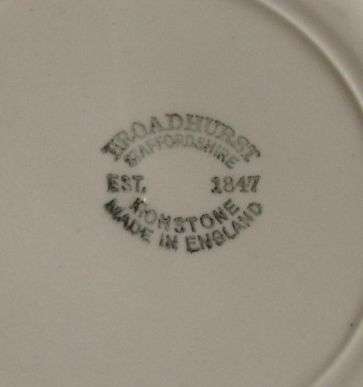 BROADHURST
STAFFORDSHIRE
EST. 1847
IRONSTONE
MADE IN ENGLAND